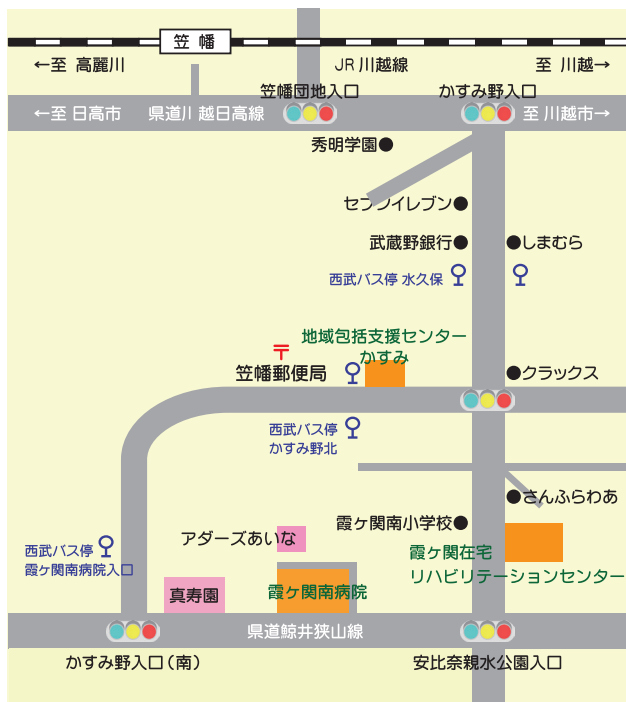 笠 幡
←至 高麗川
JR 川越線
至 川越→
笠幡団地入口
かすみ野入口
←至 日高市
県道川越日高線
至 川越市→
秀明学園
セブンイレブン
武蔵野銀行
しまむら
西武バス停 水久保
地域包括支援センター
かすみ
〒
笠幡郵便局
クラックス
西武バス停
かすみ野北
さんふらわあ
霞ヶ関南小学校
アダーズあいな
西武バス停
霞ヶ関南病院入口
霞ヶ関在宅
リハビリテーションセンター
真寿園
霞ヶ関南病院
県道鯨井狭山線
かすみ野入口(南)
安比奈親水公園入口